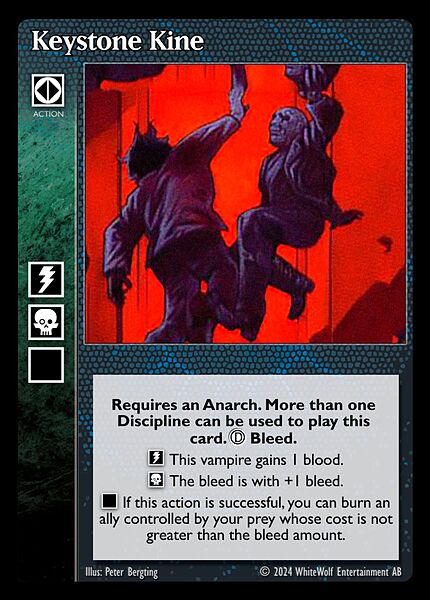 Keystone Kine
ACTION
Requires an Anarch. More than one
Discipline can be used to play this
card. Ⓓ Bleed.
This vampire gains 1 blood.
The bleed is with +1 bleed.
If this action is successful, you can burn an
ally controlled by your prey whose cost is not
greater than the bleed amount.
Illus: Peter Bergting
© 2024 WhiteWolf Entertainment AB